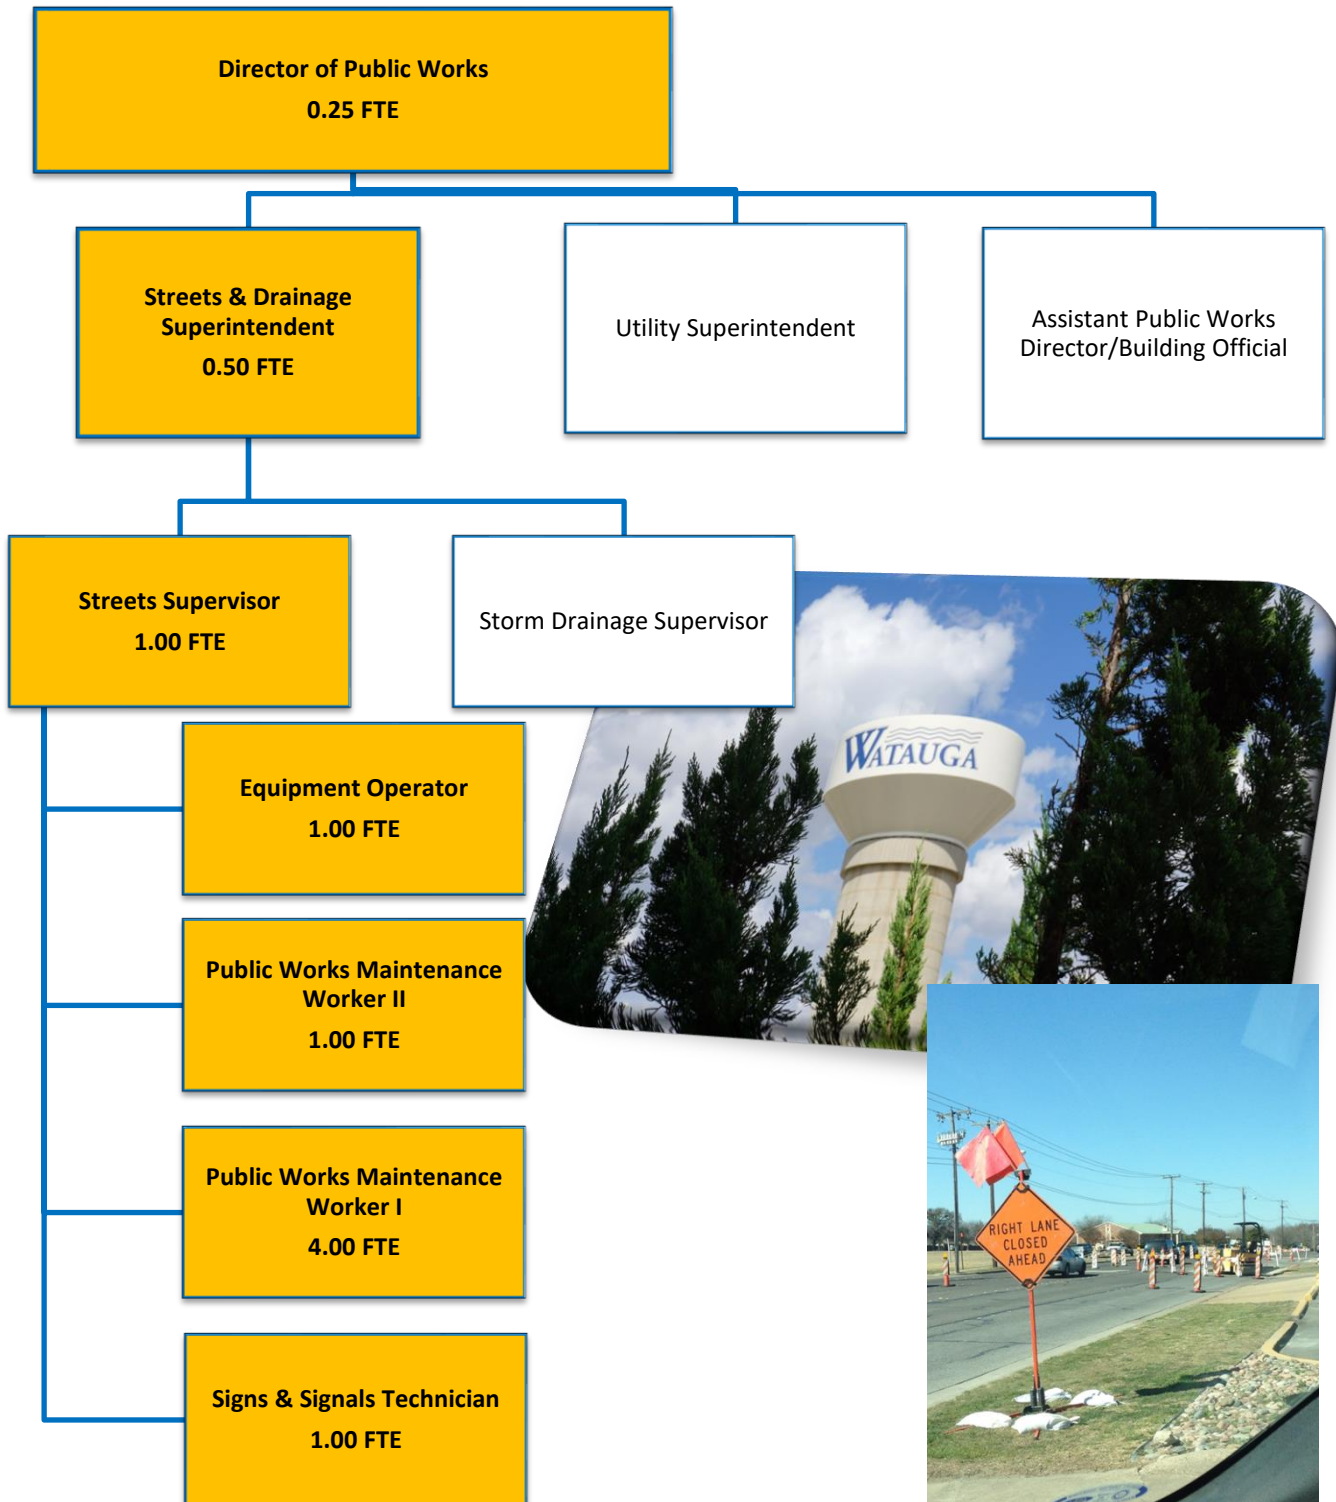 Director of Public Works
0.25 FTE
Streets & Drainage
Superintendent
0.50 FTE
Utility Superintendent
Assistant Public Works
Director/Building Official
Streets Supervisor
1.00 FTE
Storm Drainage Supervisor
Equipment Operator
1.00 FTE
Public Works Maintenance
Worker II
1.00 FTE
Public Works Maintenance
Worker I
4.00 FTE
Signs & Signals Technician
1.00 FTE
WATAUGA
RIGHT LANE
CLOSED
AHEAD